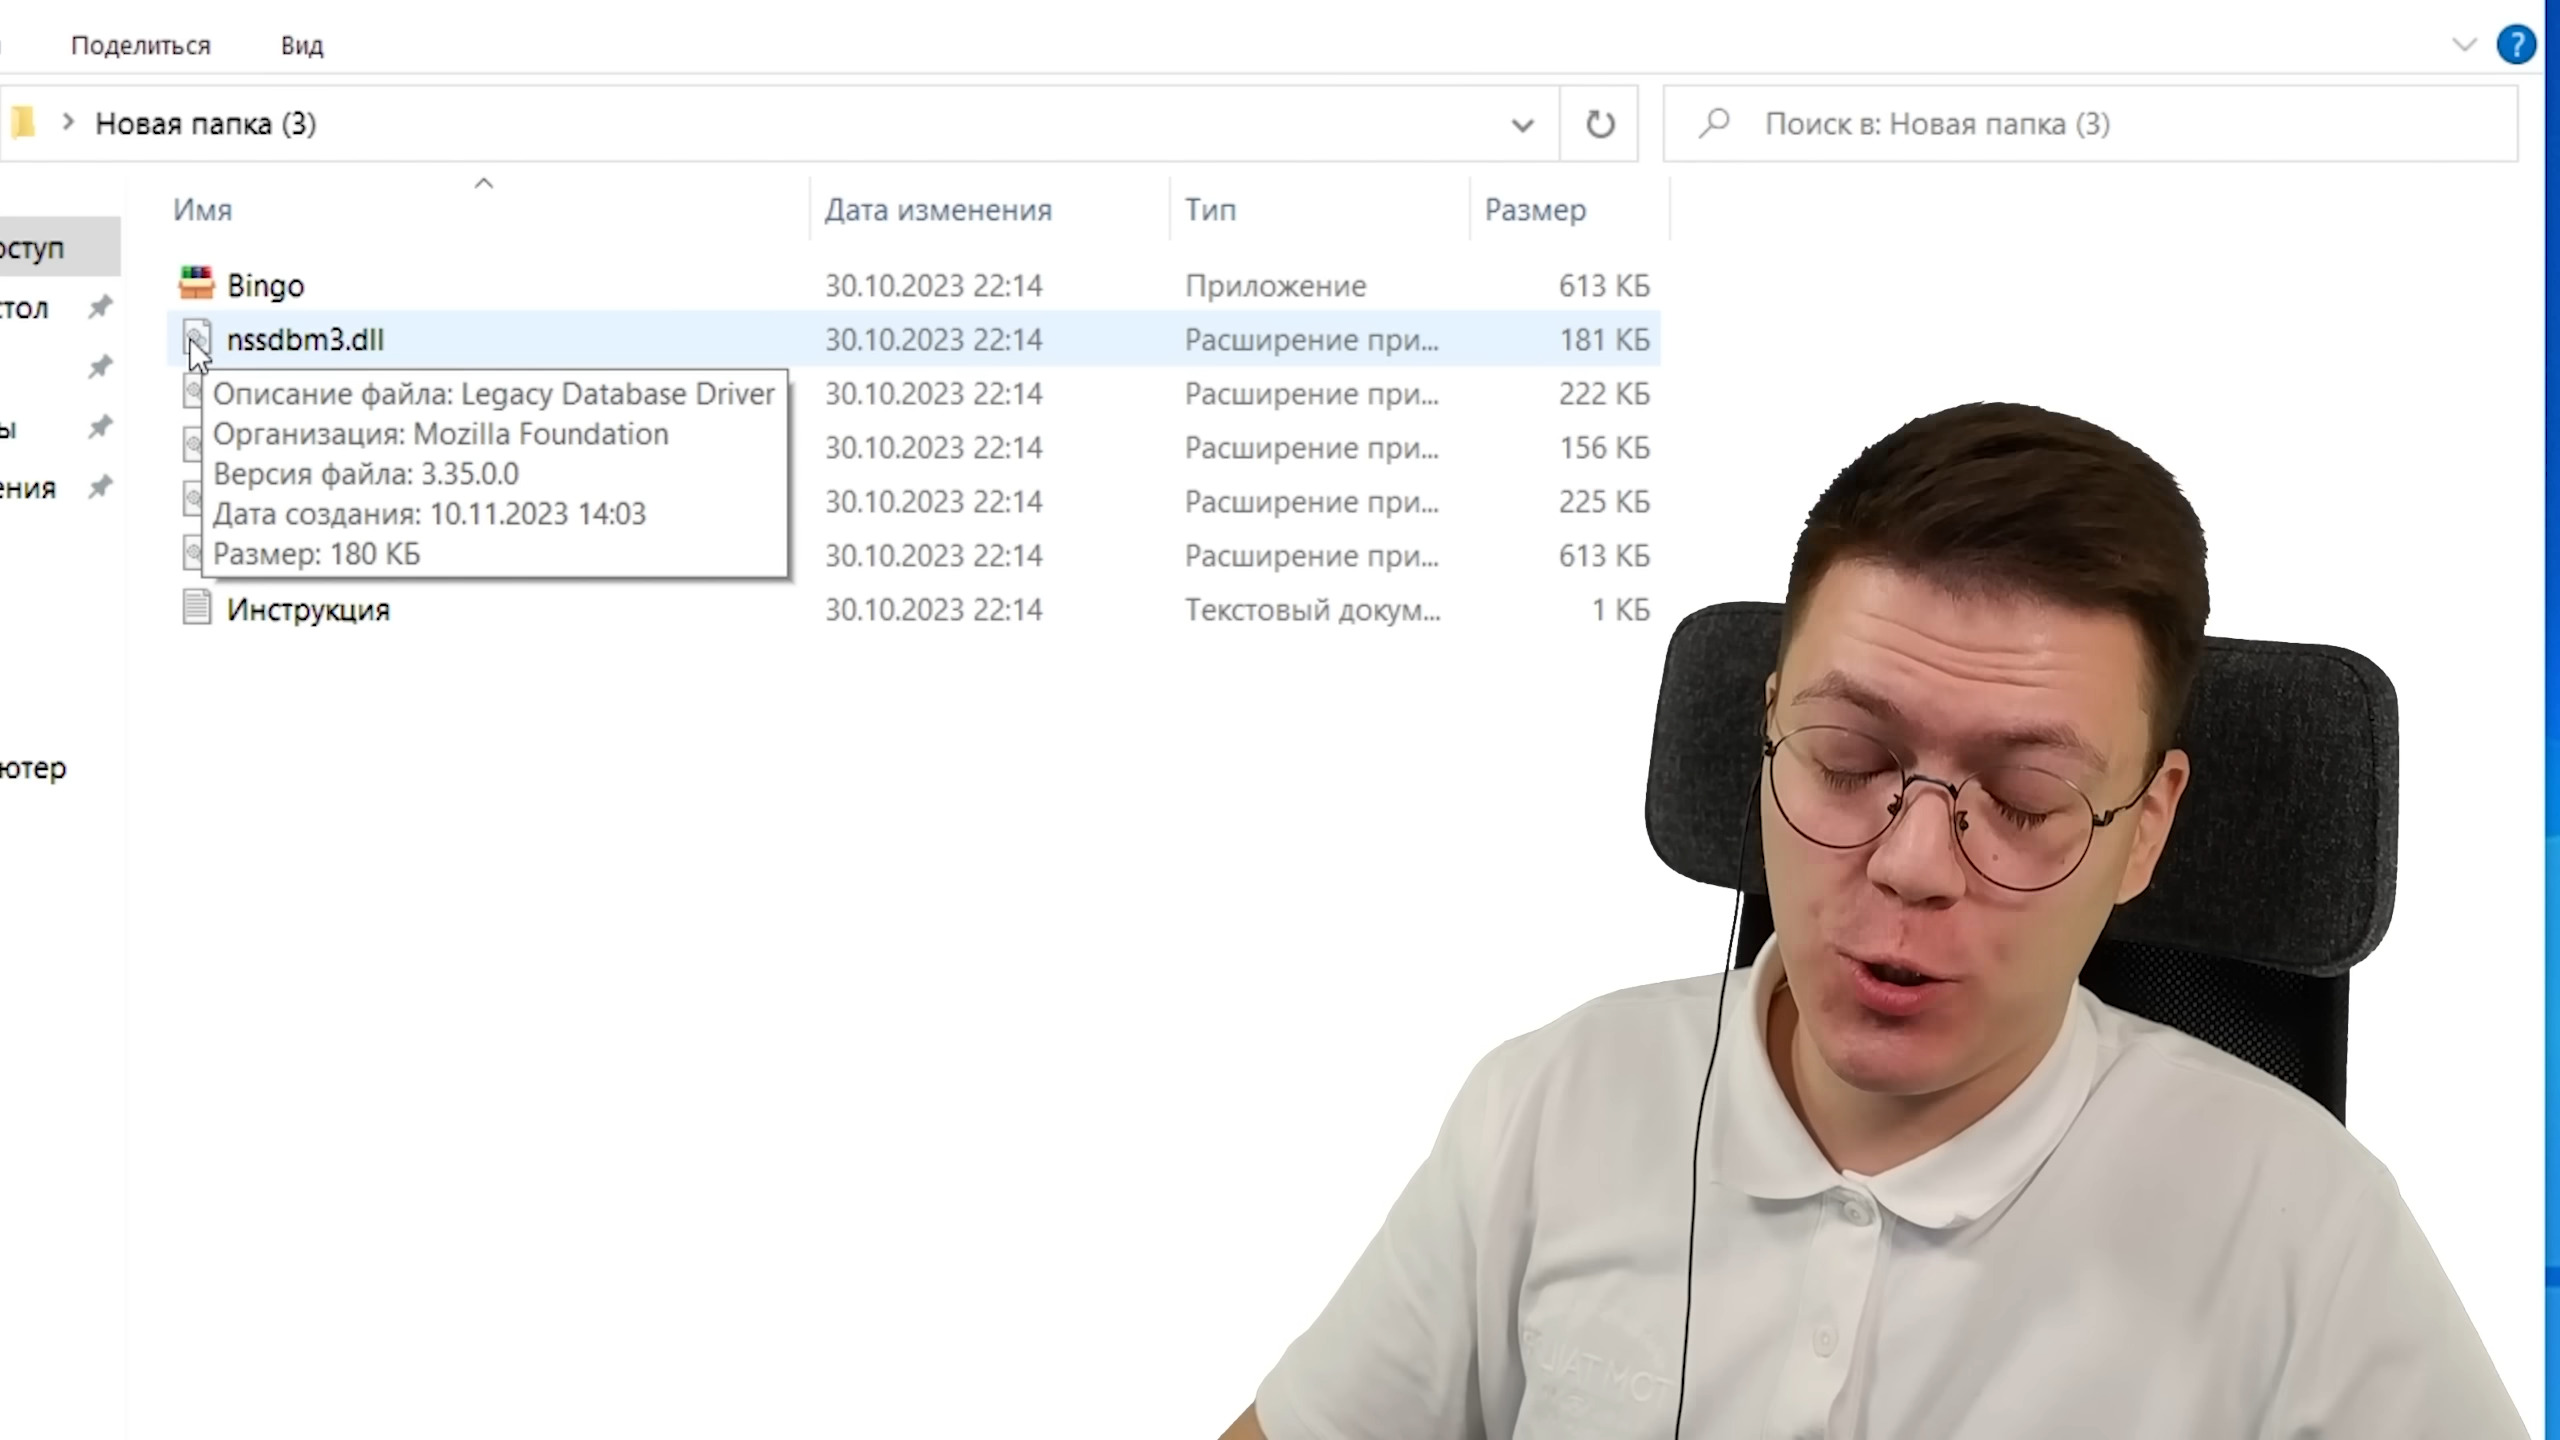 Поделиться Вид
?
Новая папка (3) Поиск в: Новая папка (3)
Имя Дата изменения Тип Размер
Bingo 30.10.2023 22:14 Приложение 613 КБ
nssdbm3.dll 30.10.2023 22:14 Расширение при... 181 КБ
Описание файла: Legacy Database Driver
Организация: Mozilla Foundation
Версия файла: 3.35.0.0
Дата создания: 10.11.2023 14:03
Размер: 180 КБ
30.10.2023 22:14 Расширение при... 222 КБ
30.10.2023 22:14 Расширение при... 156 КБ
30.10.2023 22:14 Расширение при... 225 КБ
30.10.2023 22:14 Расширение при... 613 КБ
Инструкция 30.10.2023 22:14 Текстовый докум... 1 КБ
оступ
стол
ы
ения
ютер